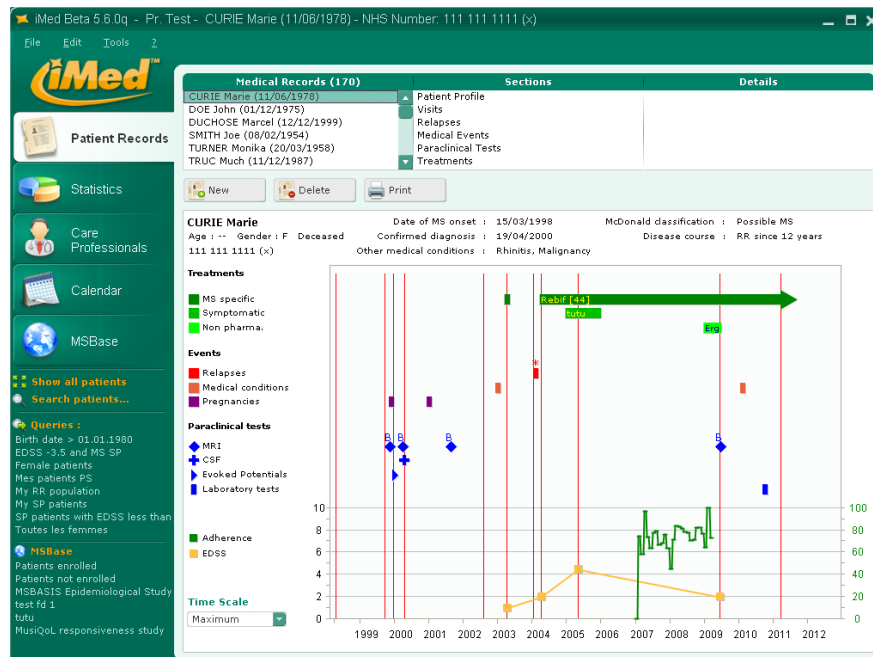 iMed Beta 5.6.0q - Pr. Test - CURIE Marie (11/06/1978) - NHS Number: 111 111 1111 (x)
File Edit Tools ?
iMed™
Medical Records (170) Sections Details
CURIE Marie (11/06/1978) Patient Profile
DOE John (01/12/1975) Visits
DUCHOSE Marcel (12/12/1999) Relapses
SMITH Joe (08/02/1954) Medical Events
TURNER Monika (20/03/1958) Paraclinical Tests
TRUC Much (11/12/1987) Treatments
Patient Records
Statistics
Care
Professionals
Calendar
MSBase
Show all patients
Search patients...
Queries :
Birth date > 01.01.1980
EDSS -3.5 and MS SP
Female patients
Mes patients PS
My RR population
My SP patients
SP patients with EDSS less than
Toutes les femmes
MSBase
Patients enrolled
Patients not enrolled
MSBASIS Epidemiological Study
test fd 1
tutu
MusiQoL responsiveness study
New Delete Print
CURIE Marie Date of MS onset : 15/03/1998 McDonald classification : Possible MS
Age : -- Gender : F Deceased Confirmed diagnosis : 19/04/2000 Disease course : RR since 12 years
111 111 1111 (x) Other medical conditions : Rhinitis, Malignancy
Treatments
MS specific Rebif [44]
Symptomatic tutu
Non pharma. Erg
Events
Relapses *
Medical conditions
Pregnancies
Paraclinical tests
MRI B B B B
CSF
Evoked Potentials
Laboratory tests
10 100
8 80
Adherence
6 60
EDSS
4 40
2 20
0 0
Time Scale
Maximum
1999 2000 2001 2002 2003 2004 2005 2006 2007 2008 2009 2010 2011 2012